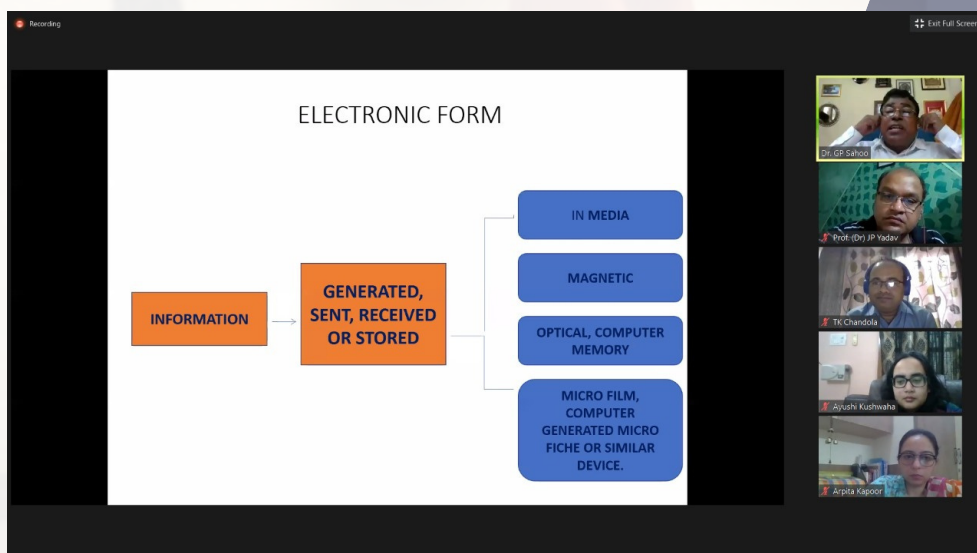 Recording
Exit Full Screen
ELECTRONIC FORM
INFORMATION
GENERATED,
SENT, RECEIVED
OR STORED
IN MEDIA
MAGNETIC
OPTICAL, COMPUTER
MEMORY
MICRO FILM,
COMPUTER
GENERATED MICRO
FICHE OR SIMILAR
DEVICE.
Dr. GP Sahoo
Prof. (Dr) JP Yadav
TK Chandola
Ayushi Kushwaha
Arpita Kapoor